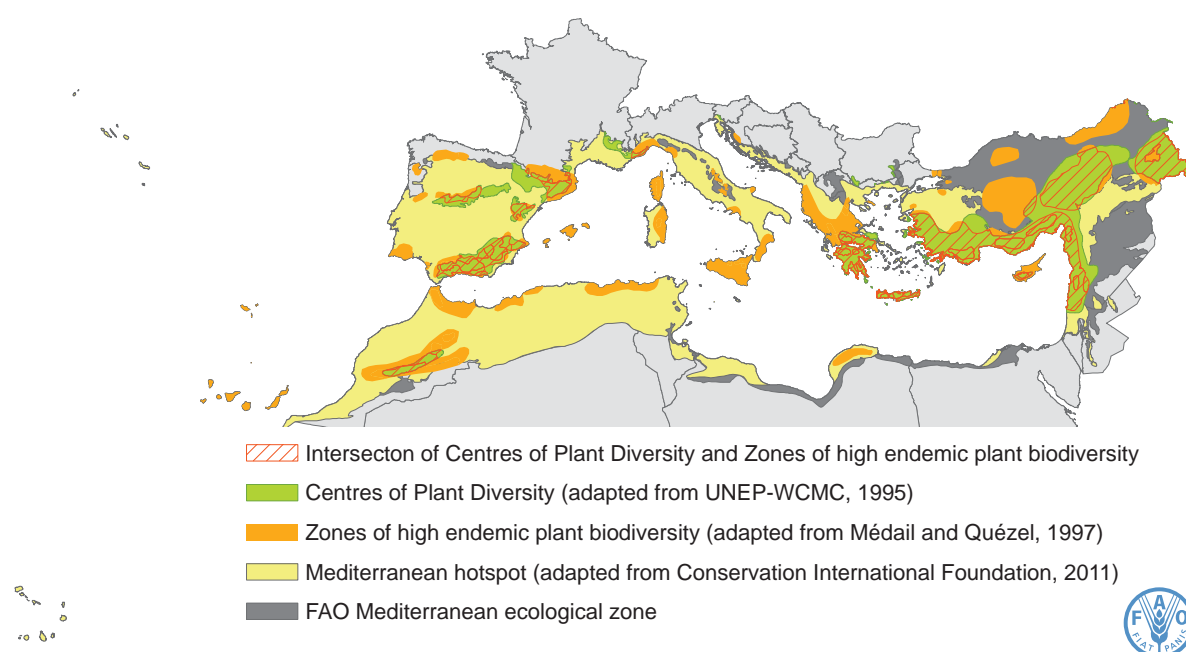 Intersecton of Centres of Plant Diversity and Zones of high endemic plant biodiversity
Centres of Plant Diversity (adapted from UNEP-WCMC, 1995)
Zones of high endemic plant biodiversity (adapted from Médail and Quézel, 1997)
Mediterranean hotspot (adapted from Conservation International Foundation, 2011)
FAO Mediterranean ecological zone
F A O
FIAT PANIS